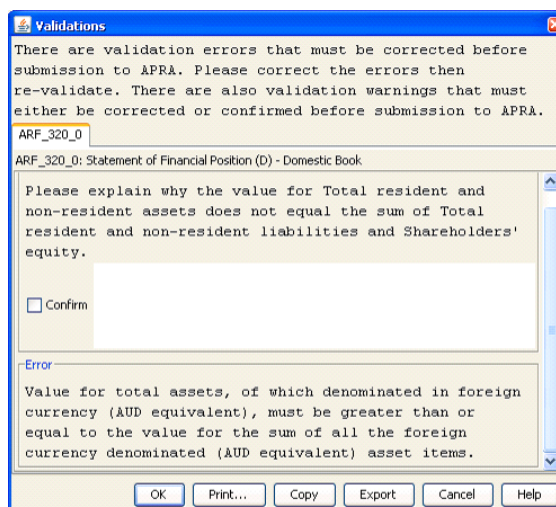 Validations
There are validation errors that must be corrected before
submission to APRA. Please correct the errors then
re-validate. There are also validation warnings that must
either be corrected or confirmed before submission to APRA.
ARF_320_0
ARF_320_0: Statement of Financial Position (D) - Domestic Book
Please explain why the value for Total resident and
non-resident assets does not equal the sum of Total
resident and non-resident liabilities and Shareholders'
equity.
Confirm
Error
Value for total assets, of which denominated in foreign
currency (AUD equivalent), must be greater than or
equal to the value for the sum of all the foreign
currency denominated (AUD equivalent) asset items.
OK Print... Copy Export Cancel Help